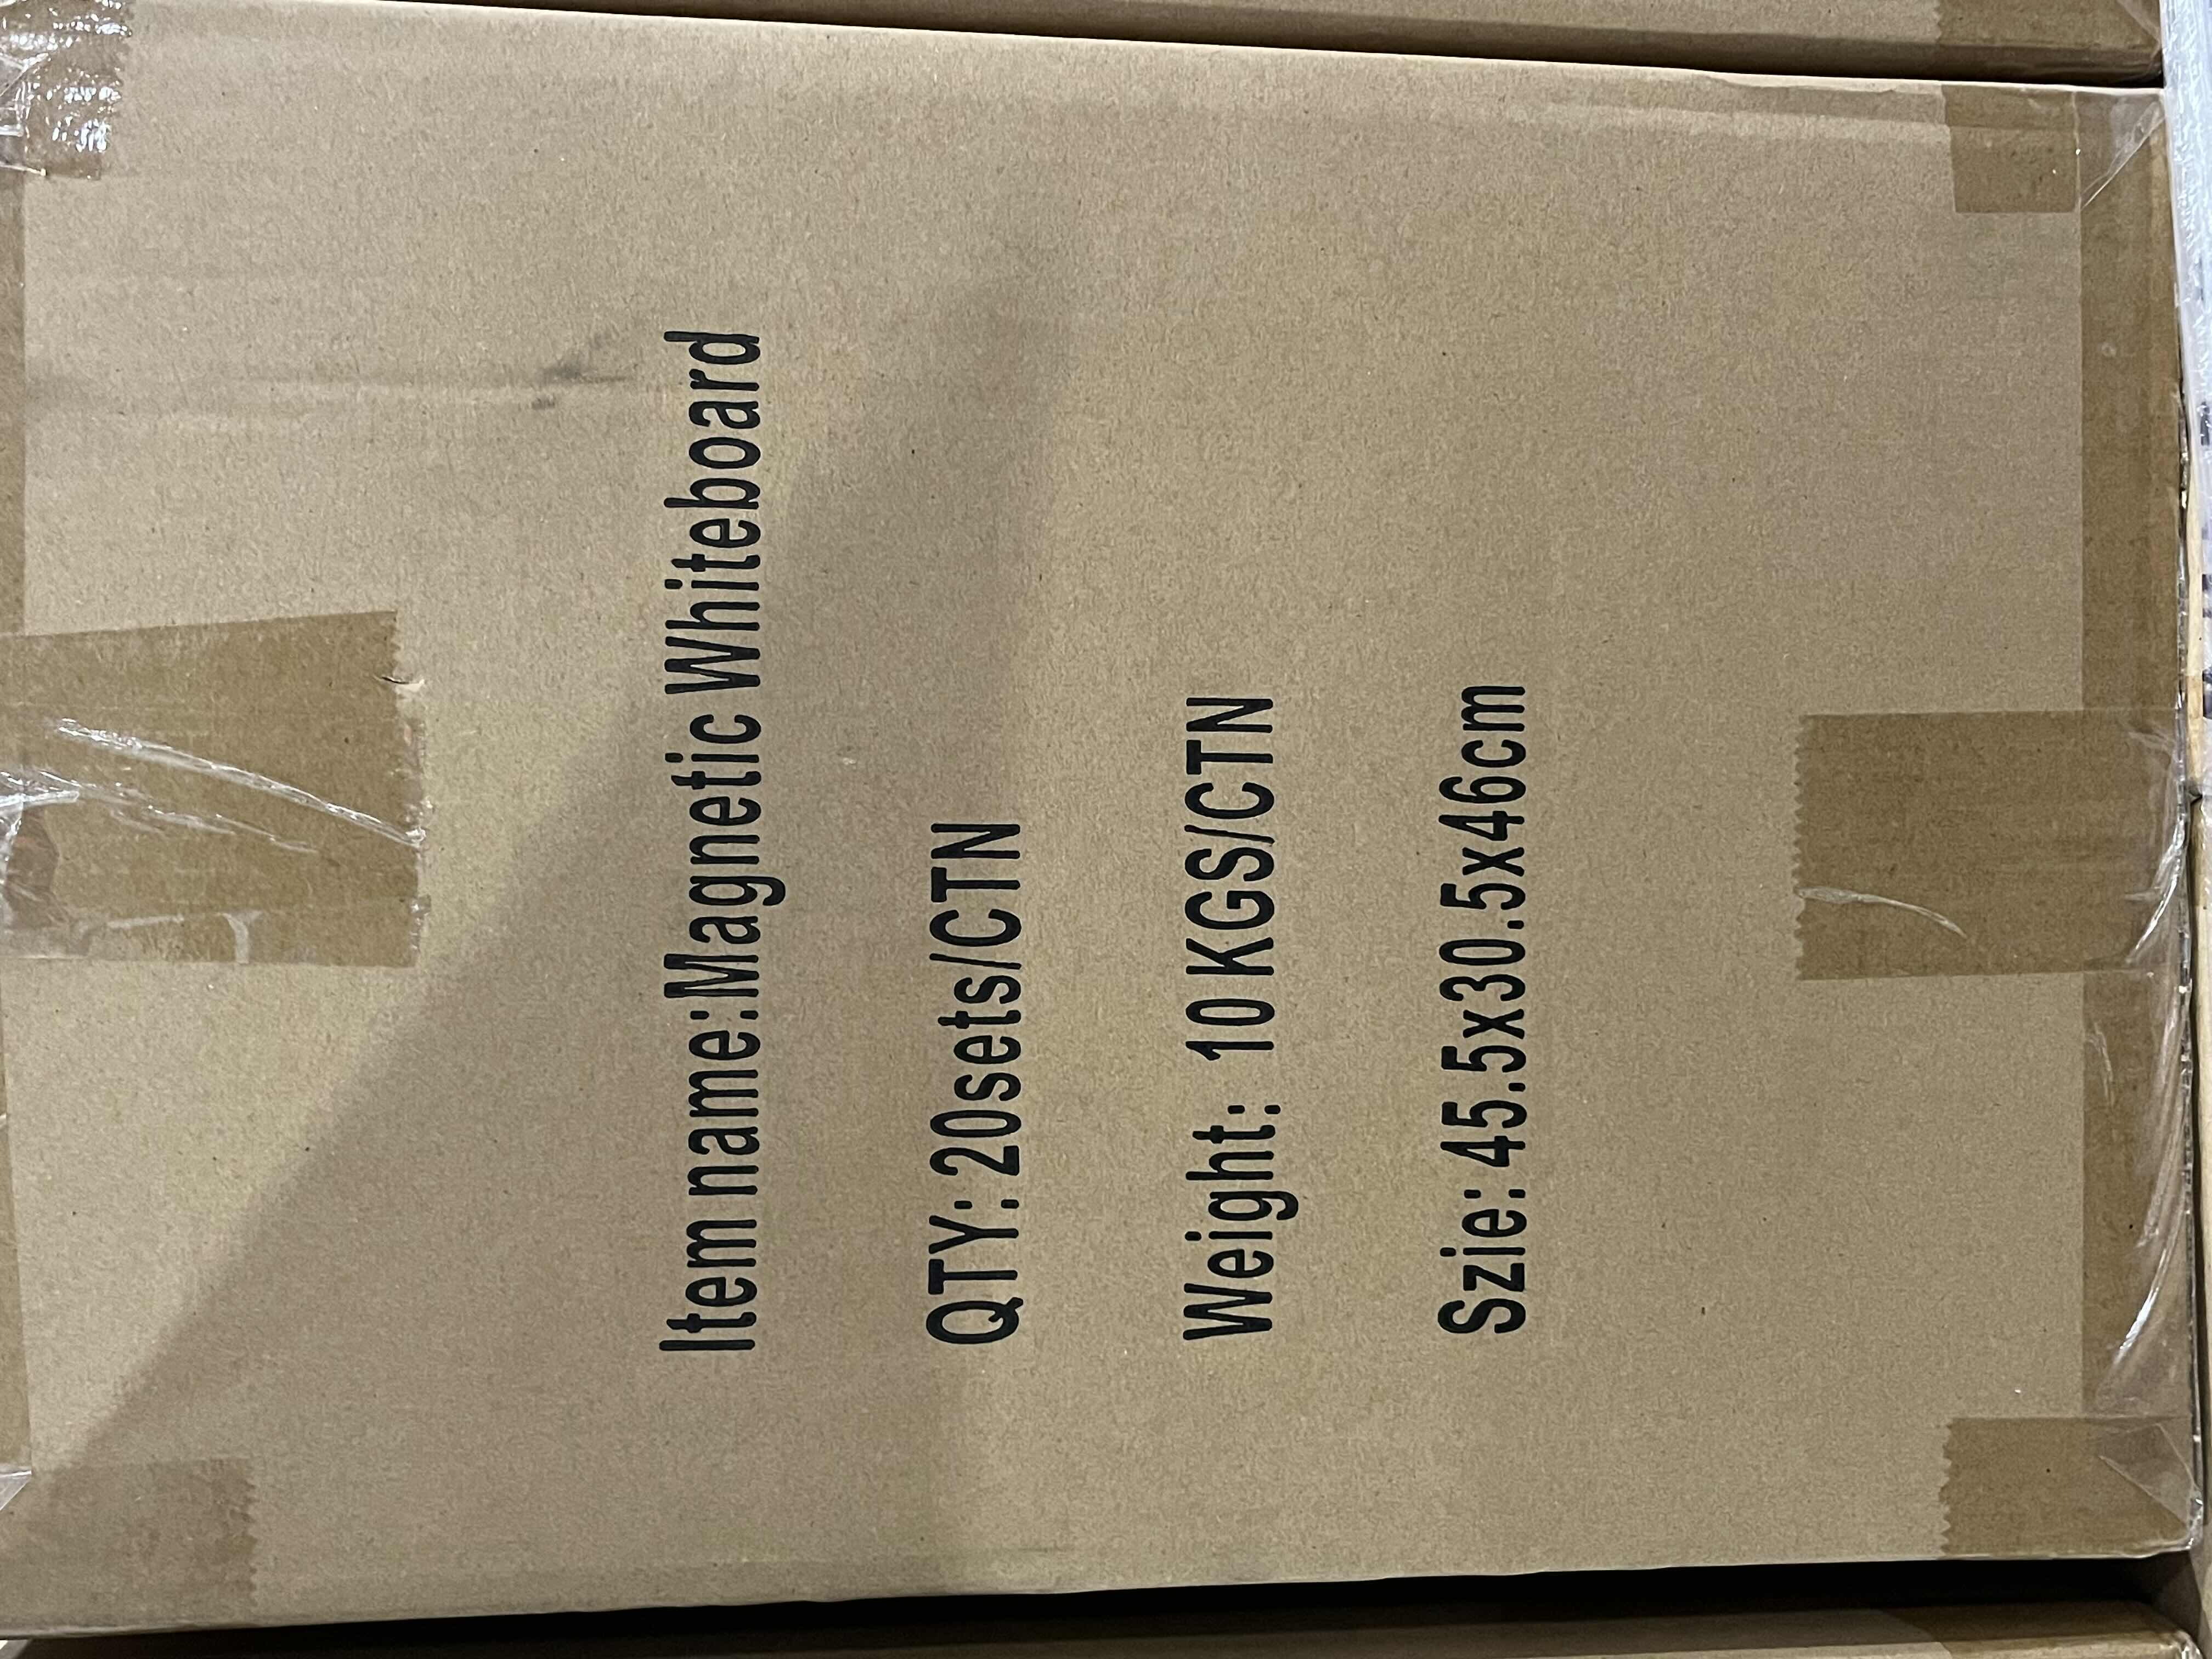 Item name:Magnetic Whiteboard
QTY: 20sets/CTN
Weight: 10 KGS/CTN
Szie: 45.5x30.5x46cm